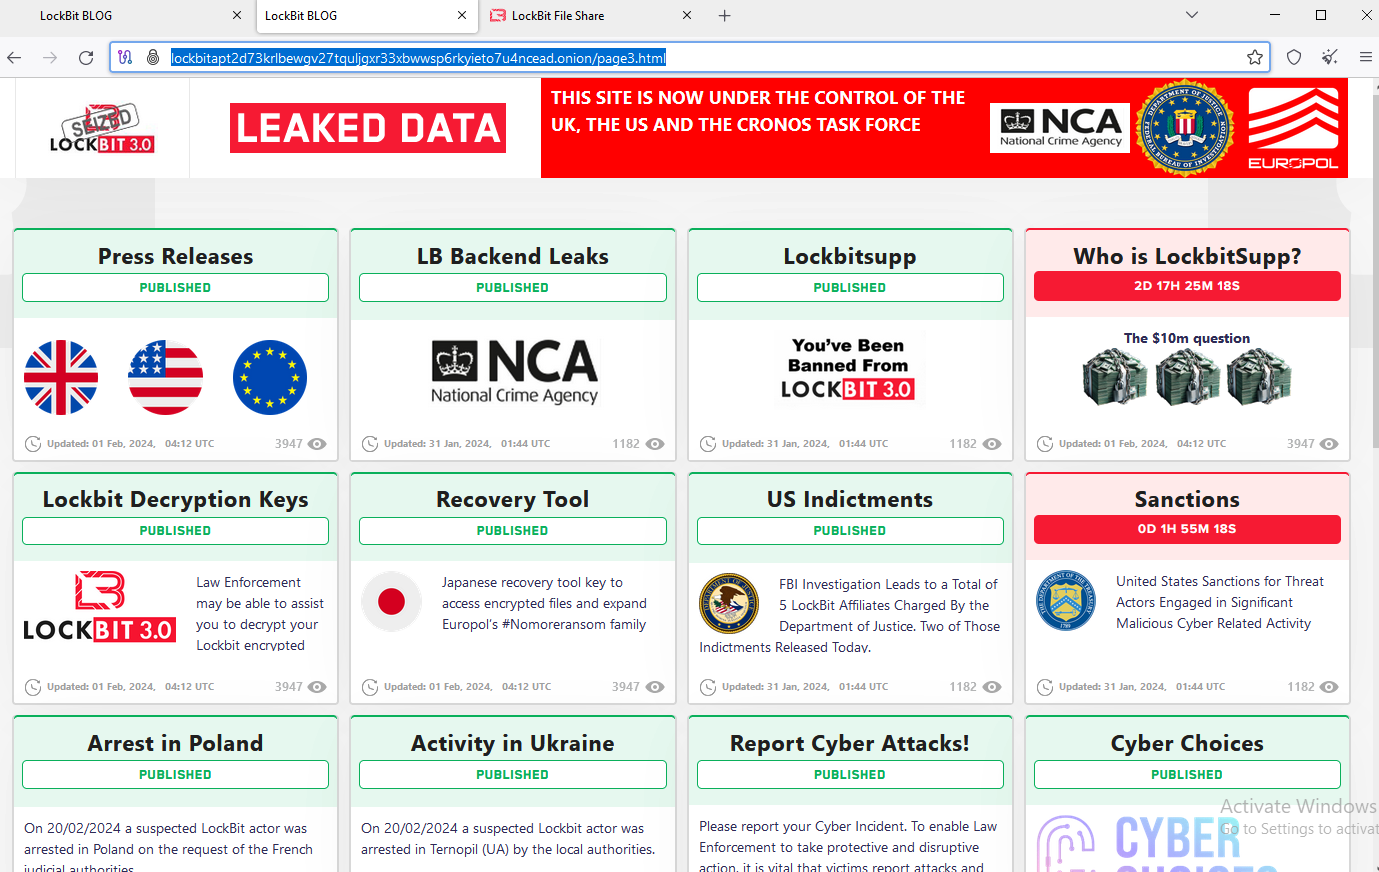 LockBit BLOG
LockBit BLOG
LockBit File Share
lockbitapt2d73krlbewgv27tquljgxr33xbwwsp6rkyieto7u4ncead.onion/page3.html
SEIZED
LOCKBIT 3.0
LEAKED DATA
THIS SITE IS NOW UNDER THE CONTROL OF THE
UK, THE US AND THE CRONOS TASK FORCE
NCA
National Crime Agency
DEPARTMENT OF JUSTICE
FEDERAL BUREAU OF INVESTIGATION
EUROPOL
Press Releases
PUBLISHED
Updated: 01 Feb, 2024, 04:12 UTC 3947
LB Backend Leaks
PUBLISHED
NCA
National Crime Agency
Updated: 31 Jan, 2024, 01:44 UTC 1182
Lockbitsupp
PUBLISHED
You've Been
Banned From
LOCKBIT 3.0
Updated: 31 Jan, 2024, 01:44 UTC 1182
Who is LockbitSupp?
2D 17H 25M 18S
The $10m question
Updated: 01 Feb, 2024, 04:12 UTC 3947
Lockbit Decryption Keys
PUBLISHED
LOCKBIT 3.0
Law Enforcement
may be able to assist
you to decrypt your
Lockbit encrypted
Updated: 01 Feb, 2024, 04:12 UTC 3947
Recovery Tool
PUBLISHED
Japanese recovery tool key to
access encrypted files and expand
Europol's #Nomoreransom family
Updated: 01 Feb, 2024, 04:12 UTC 3947
US Indictments
PUBLISHED
FBI Investigation Leads to a Total of
5 LockBit Affiliates Charged By the
Department of Justice. Two of Those
Indictments Released Today.
Updated: 31 Jan, 2024, 01:44 UTC 1182
Sanctions
0D 1H 55M 18S
THE DEPARTMENT OF THE TREASURY
1789
United States Sanctions for Threat
Actors Engaged in Significant
Malicious Cyber Related Activity
Updated: 31 Jan, 2024, 01:44 UTC 1182
Arrest in Poland
PUBLISHED
On 20/02/2024 a suspected LockBit actor was
arrested in Poland on the request of the French
judicial authorities.
Activity in Ukraine
PUBLISHED
On 20/02/2024 a suspected Lockbit actor was
arrested in Ternopil (UA) by the local authorities.
Report Cyber Attacks!
PUBLISHED
Please report your Cyber Incident. To enable Law
Enforcement to take protective and disruptive
action, it is vital that victims report attacks and
Cyber Choices
PUBLISHED
CYBER
CHOICES
Activate Windows
Go to Settings to activat